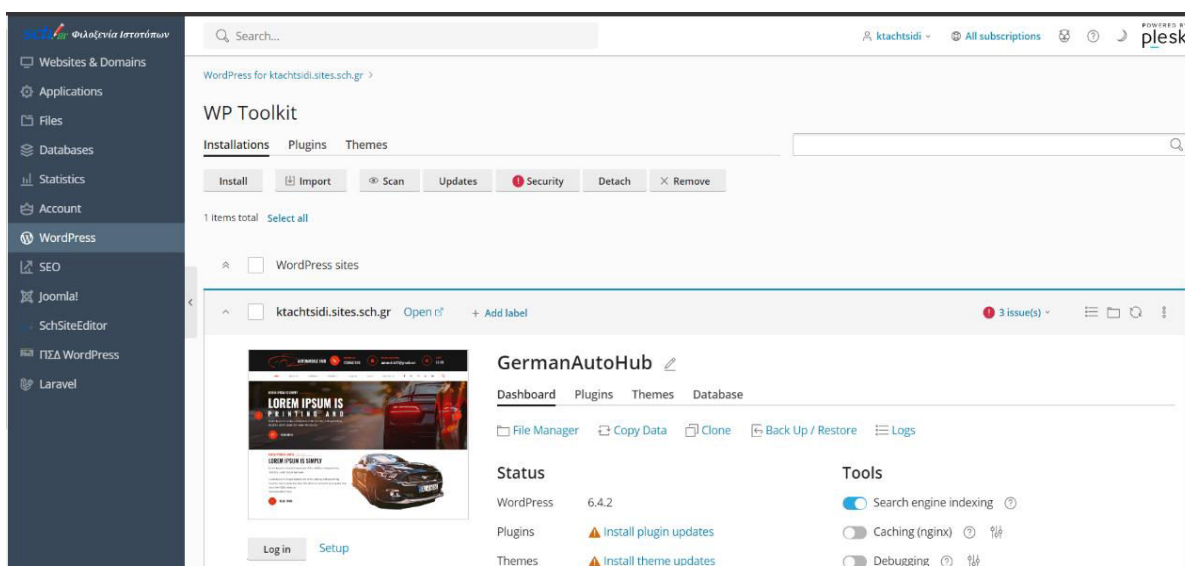 sch.gr Φιλοξενία Ιστοτόπων
Search...
ktachtsidi
All subscriptions
POWERED BY
plesk
Websites & Domains
Applications
Files
Databases
Statistics
Account
WordPress
SEO
Joomla!
SchSiteEditor
ΠΣΔ WordPress
Laravel
WordPress for ktachtsidi.sites.sch.gr >
WP Toolkit
Installations Plugins Themes
Install Import Scan Updates Security Detach Remove
1 items total Select all
WordPress sites
ktachtsidi.sites.sch.gr Open + Add label 3 issue(s)
LOREM IPSUM IS
PRINTING AND
LOREM IPSUM IS SIMPLY
GermanAutoHub
Dashboard Plugins Themes Database
File Manager Copy Data Clone Back Up / Restore Logs
Status Tools
WordPress 6.4.2 Search engine indexing
Plugins Install plugin updates Caching (nginx)
Log in Setup
Themes Install theme updates Debugging